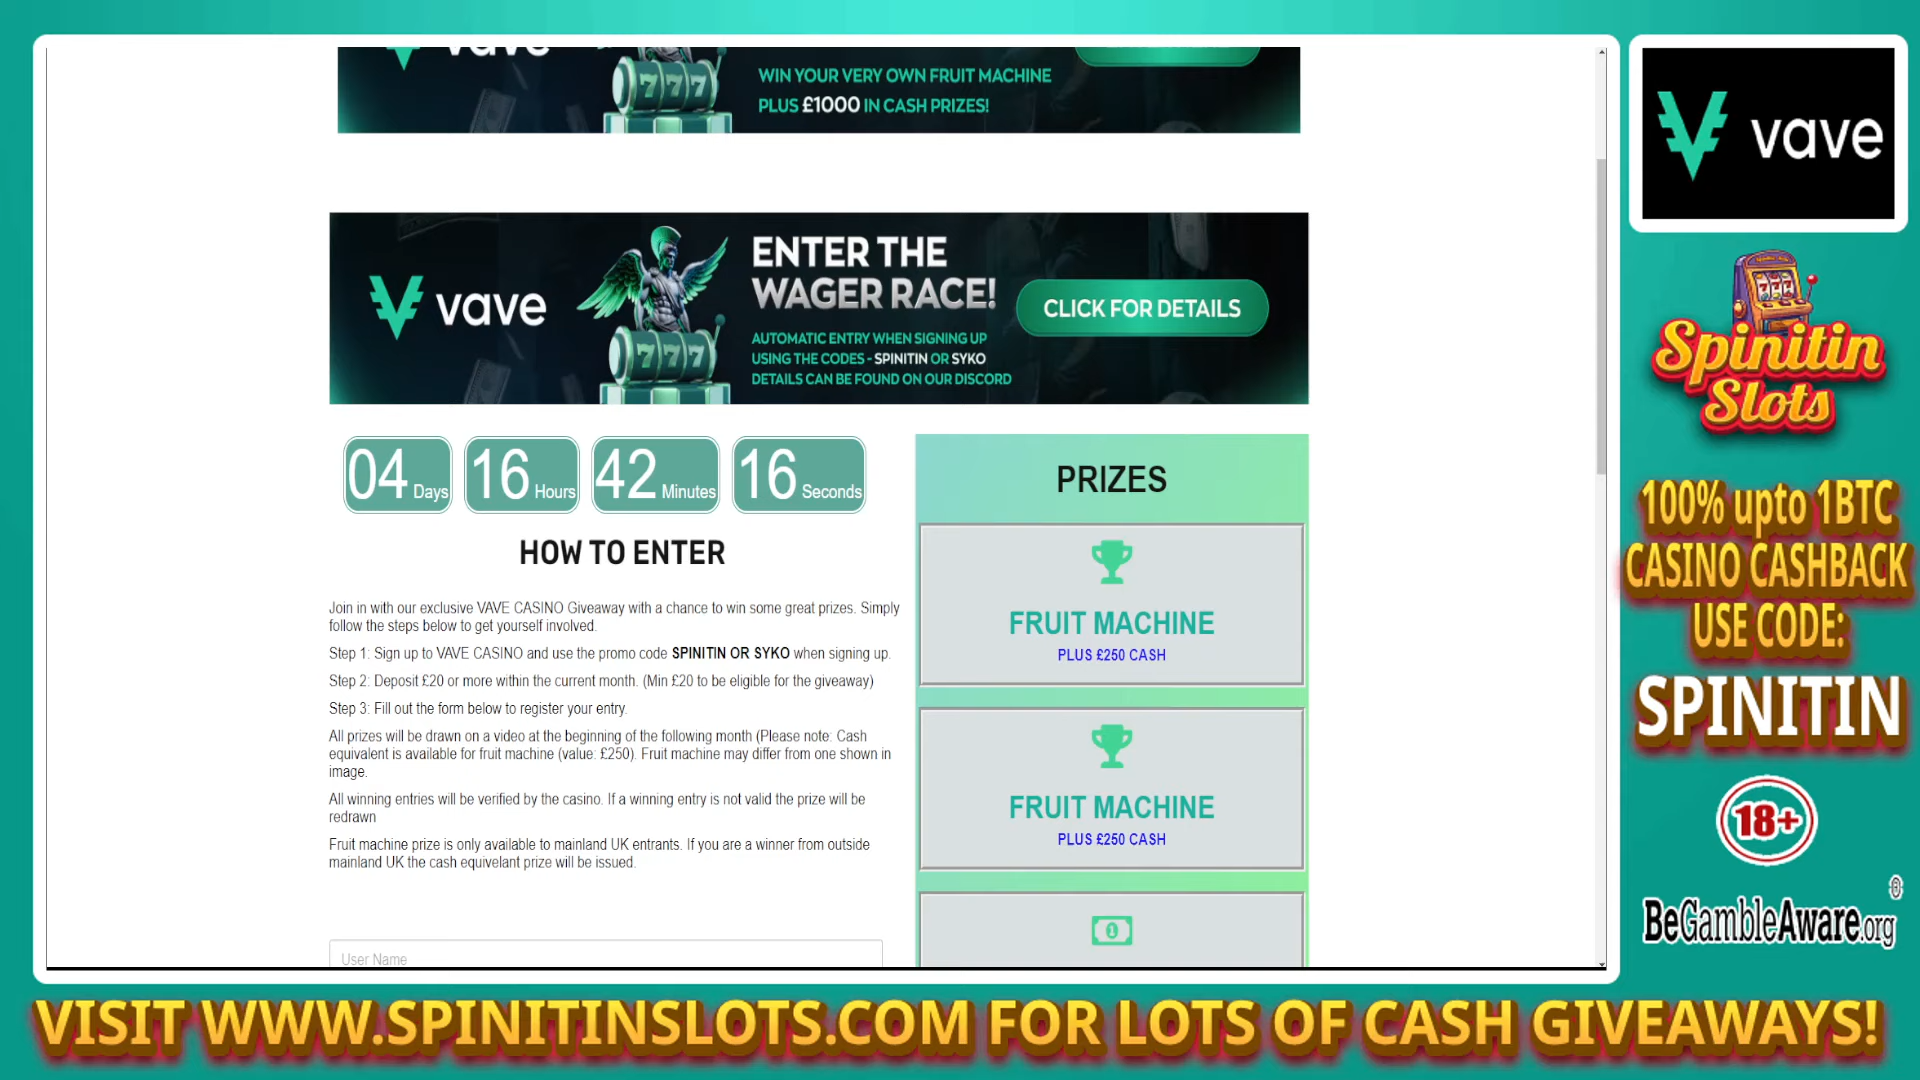 vave
WIN YOUR VERY OWN FRUIT MACHINE
PLUS £1000 IN CASH PRIZES!
777
vave
ENTER THE
WAGER RACE!
AUTOMATIC ENTRY WHEN SIGNING UP
USING THE CODES - SPINITIN OR SYKO
DETAILS CAN BE FOUND ON OUR DISCORD
CLICK FOR DETAILS
777
04 Days 16 Hours 42 Minutes 16 Seconds
HOW TO ENTER
Join in with our exclusive VAVE CASINO Giveaway with a chance to win some great prizes. Simply
follow the steps below to get yourself involved.
Step 1: Sign up to VAVE CASINO and use the promo code SPINITIN OR SYKO when signing up.
Step 2: Deposit £20 or more within the current month. (Min £20 to be eligible for the giveaway)
Step 3: Fill out the form below to register your entry.
All prizes will be drawn on a video at the beginning of the following month (Please note: Cash
equivalent is available for fruit machine (value: £250). Fruit machine may differ from one shown in
image.
All winning entries will be verified by the casino. If a winning entry is not valid the prize will be
redrawn
Fruit machine prize is only available to mainland UK entrants. If you are a winner from outside
mainland UK the cash equivelant prize will be issued.
User Name
PRIZES
FRUIT MACHINE
PLUS £250 CASH
FRUIT MACHINE
PLUS £250 CASH
vave
777
Spinitin
Slots
100% upto 1BTC
CASINO CASHBACK
USE CODE:
SPINITIN
18+
BeGambleAware.org®
VISIT WWW.SPINITINSLOTS.COM FOR LOTS OF CASH GIVEAWAYS!